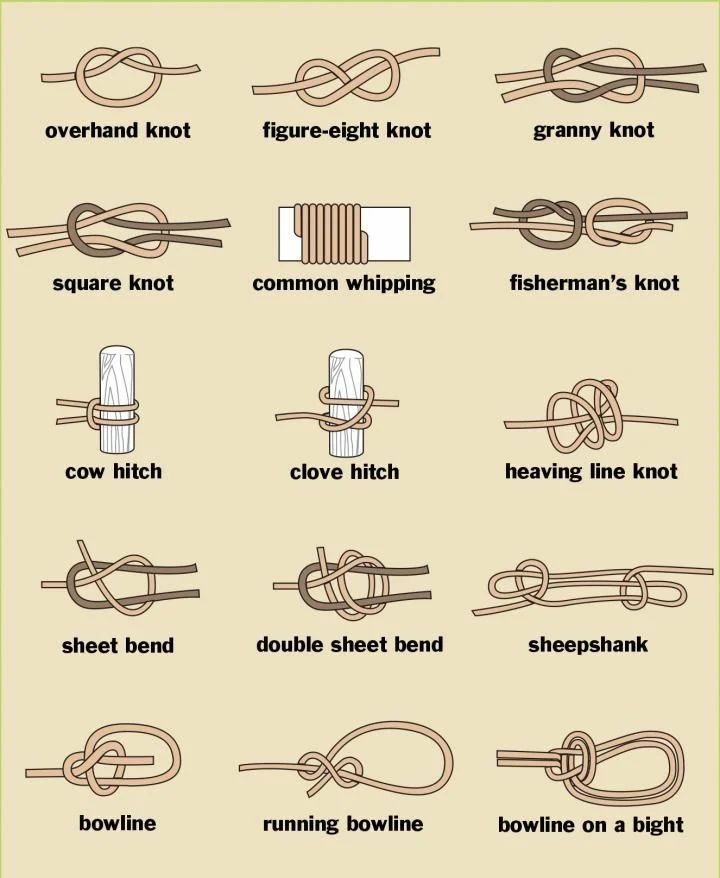 overhand knot
figure-eight knot
granny knot
square knot
common whipping
fisherman's knot
cow hitch
clove hitch
heaving line knot
sheet bend
double sheet bend
sheepshank
bowline
running bowline
bowline on a bight